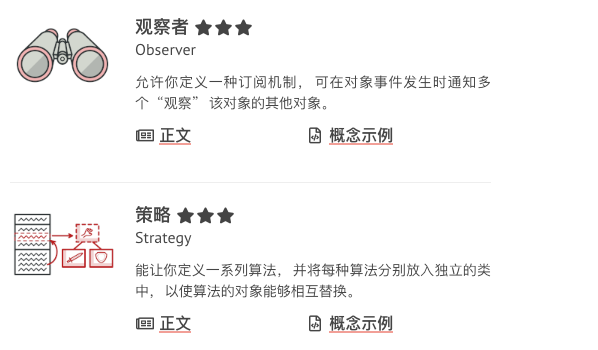 观察者 ★★★
Observer
允许你定义一种订阅机制， 可在对象事件发生时通知多
个“观察” 该对象的其他对象。
正文 概念示例
策略 ★★★
Strategy
能让你定义一系列算法， 并将每种算法分别放入独立的类
中， 以使算法的对象能够相互替换。
正文 概念示例